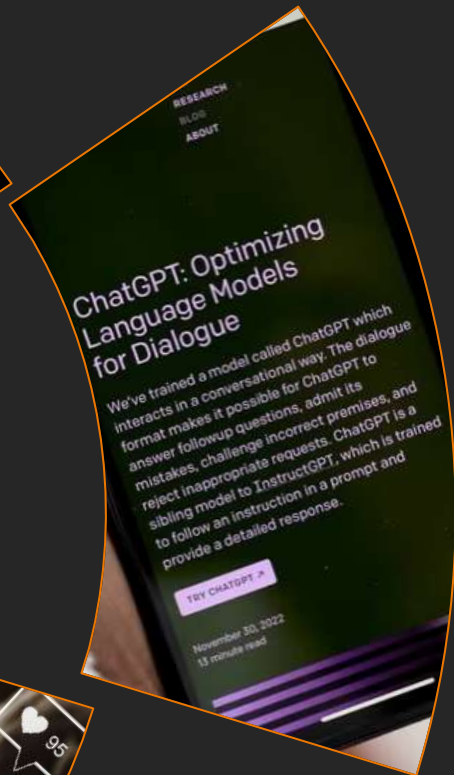 RESEARCH
BLOG
ABOUT
ChatGPT: Optimizing
Language Models
for Dialogue
We've trained a model called ChatGPT which
interacts in a conversational way. The dialogue
format makes it possible for ChatGPT to
answer followup questions, admit its
mistakes, challenge incorrect premises, and
reject inappropriate requests. ChatGPT is a
sibling model to InstructGPT, which is trained
to follow an instruction in a prompt and
provide a detailed response.
TRY CHATGPT ↗
November 30, 2022
13 minute read
95